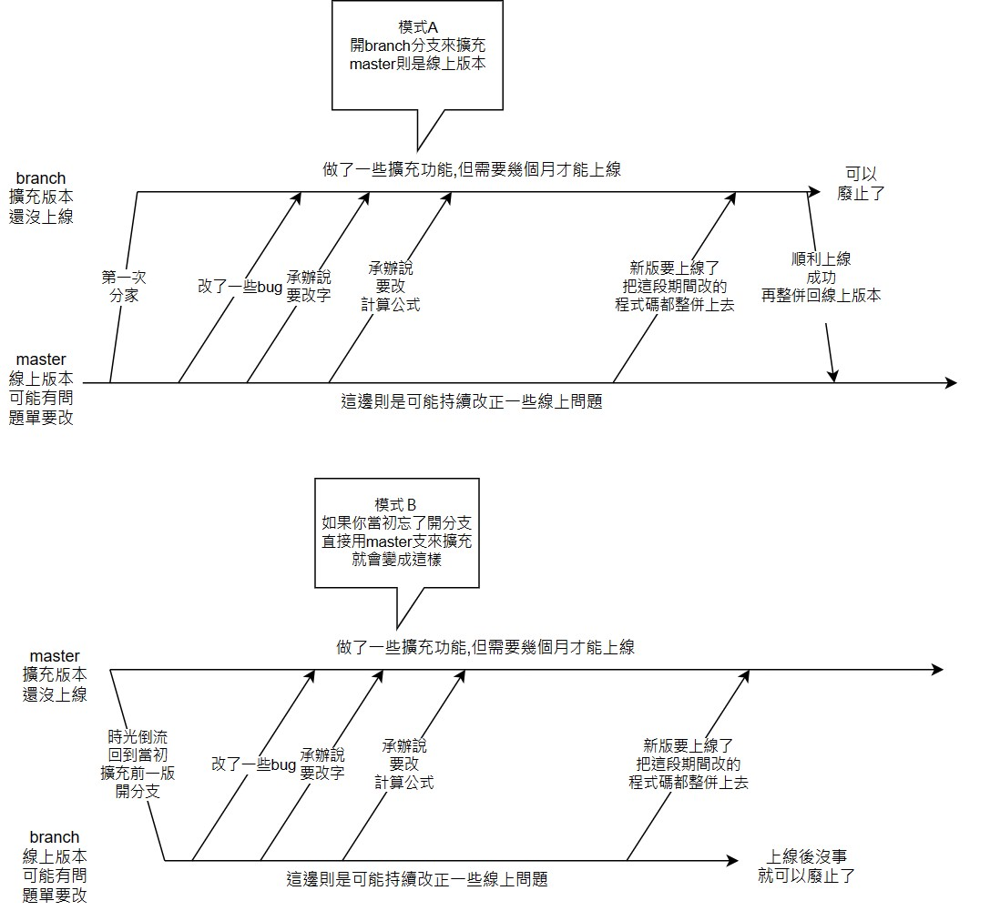 模式A
開branch分支來擴充
master則是線上版本
做了一些擴充功能,但需要幾個月才能上線
branch
擴充版本
還沒上線
可以
廢止了
第一次
分家
改了一些bug
承辦說
要改字
承辦說
要改
計算公式
新版要上線了
把這段期間改的
程式碼都整併上去
順利上線
成功
再整併回線上版本
master
線上版本
可能有問
題單要改
這邊則是可能持續改正一些線上問題
模式B
如果你當初忘了開分支
直接用master支來擴充
就會變成這樣
做了一些擴充功能,但需要幾個月才能上線
master
擴充版本
還沒上線
時光倒流
回到當初
擴充前一版
開分支
改了一些bug
承辦說
要改字
承辦說
要改
計算公式
新版要上線了
把這段期間改的
程式碼都整併上去
branch
線上版本
可能有問
題單要改
這邊則是可能持續改正一些線上問題
上線後沒事
就可以廢止了